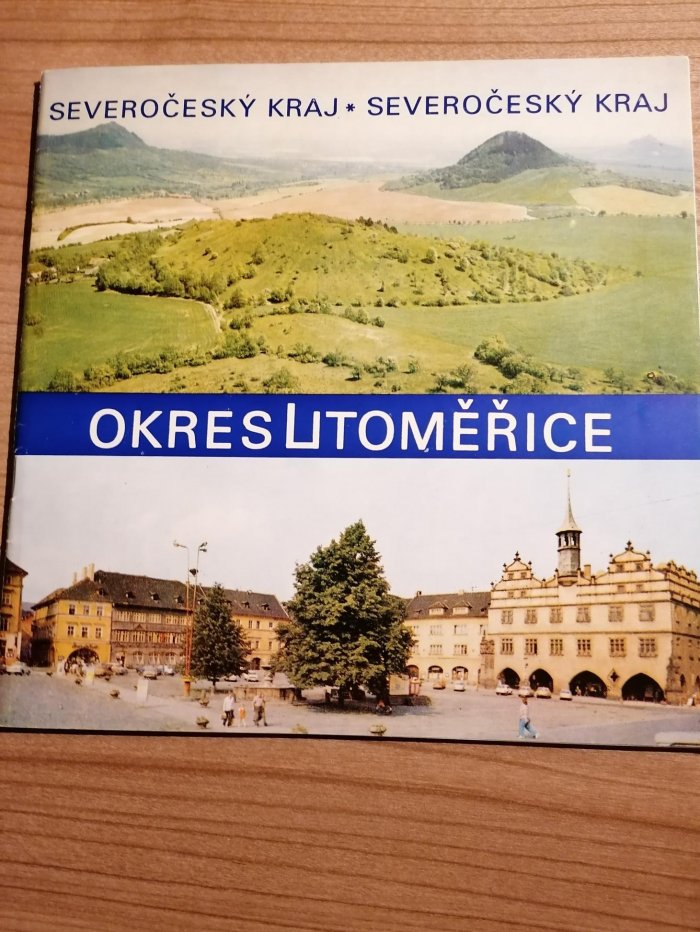 SEVEROČESKÝ KRAJ * SEVEROČESKÝ KRAJ
OKRES LITOMĚŘICE